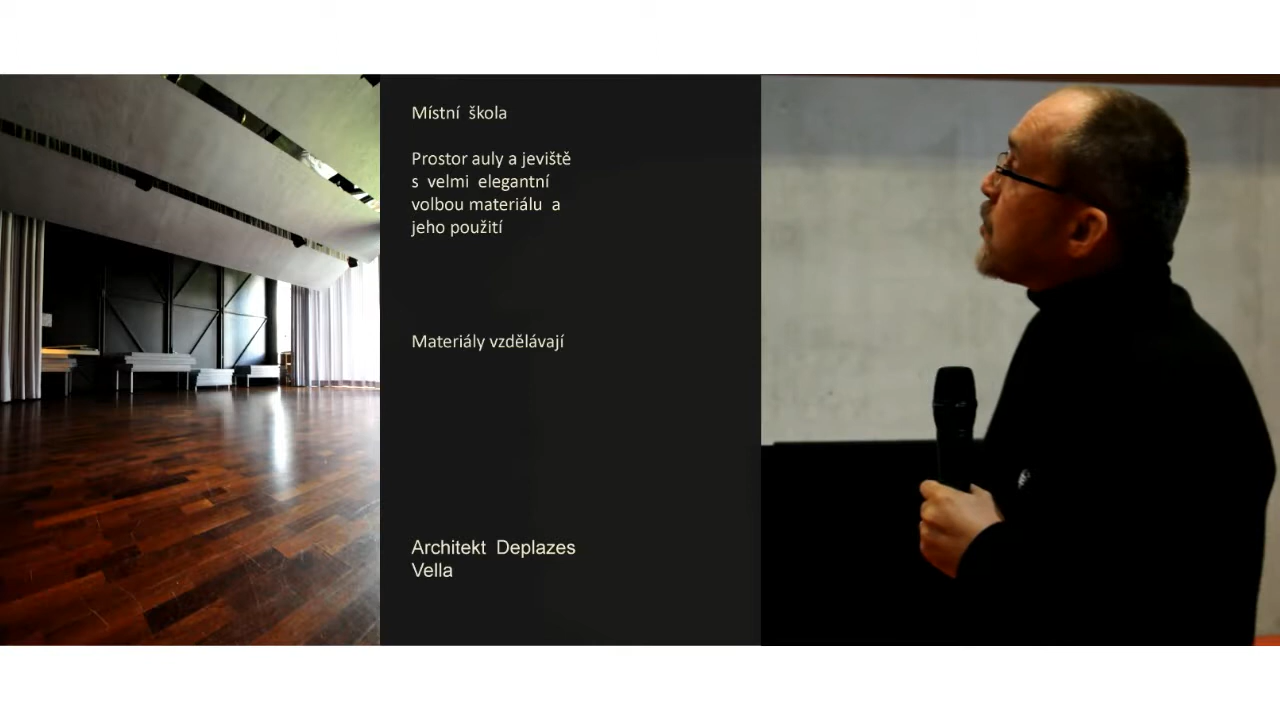 Místní škola
Prostor auly a jeviště
s velmi elegantní
volbou materiálu a
jeho použití
Materiály vzdělávají
Architekt Deplazes
Vella